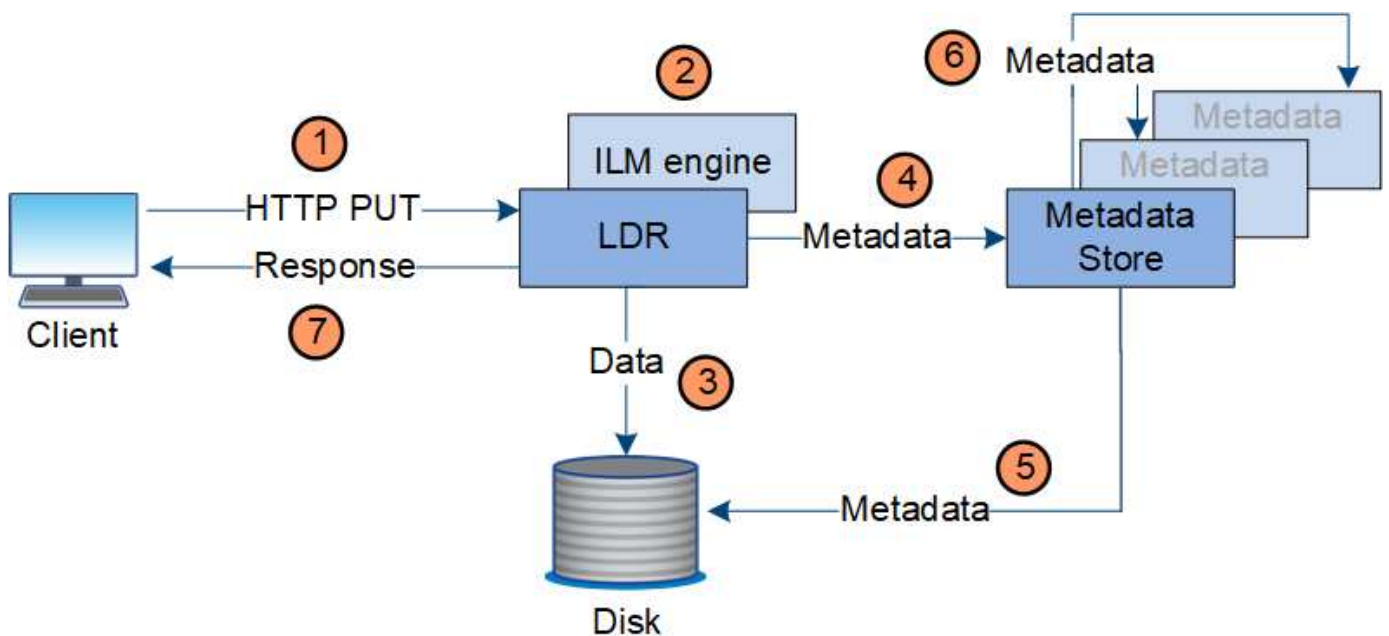 6
Metadata
2
Metadata
1
ILM engine
Metadata
4
HTTP PUT
LDR
Metadata
Metadata
Store
Response
7
Client
Data
3
5
Metadata
Disk